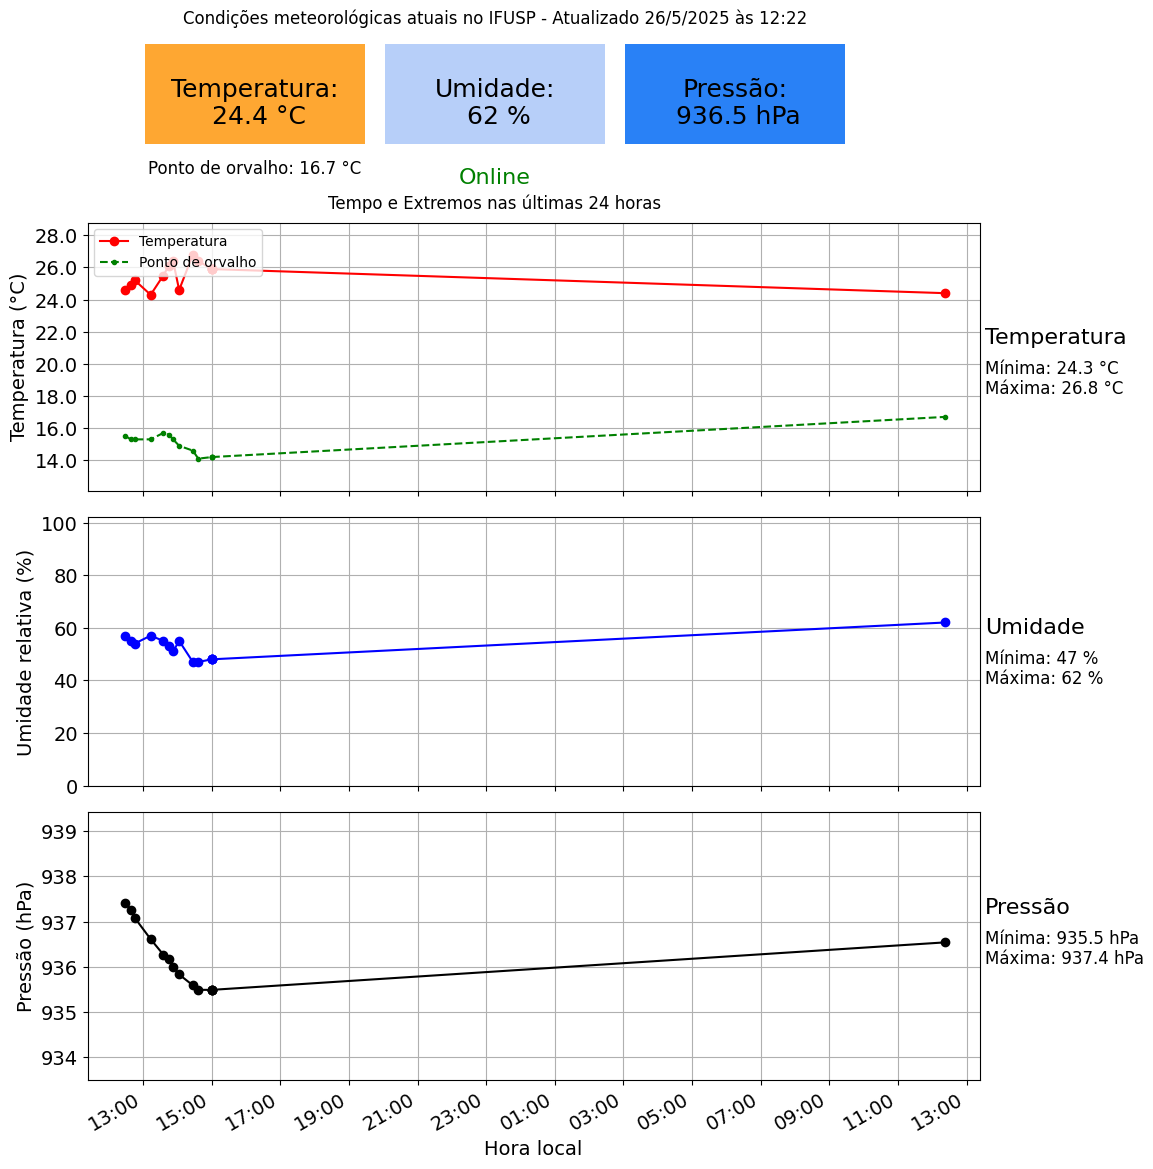 Condições meteorológicas atuais no IFUSP - Atualizado 26/5/2025 às 12:22
Temperatura:
24.4 °C
Umidade:
62 %
Pressão:
936.5 hPa
Ponto de orvalho: 16.7 °C
Online
Tempo e Extremos nas últimas 24 horas
Temperatura
Ponto de orvalho
Temperatura (°C)
28.0
26.0
24.0
22.0
20.0
18.0
16.0
14.0
Temperatura
Mínima: 24.3 °C
Máxima: 26.8 °C
Umidade relativa (%)
100
80
60
40
20
0
Umidade
Mínima: 47 %
Máxima: 62 %
Pressão (hPa)
939
938
937
936
935
934
Pressão
Mínima: 935.5 hPa
Máxima: 937.4 hPa
13:00
15:00
17:00
19:00
21:00
23:00
01:00
03:00
05:00
07:00
09:00
11:00
13:00
Hora local